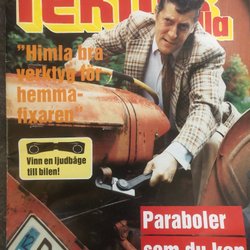 "Himla bra
verktyg för
hemma-
fixaren"
Vinn en ljudbåge
till bilen!
Paraboler
som du kan